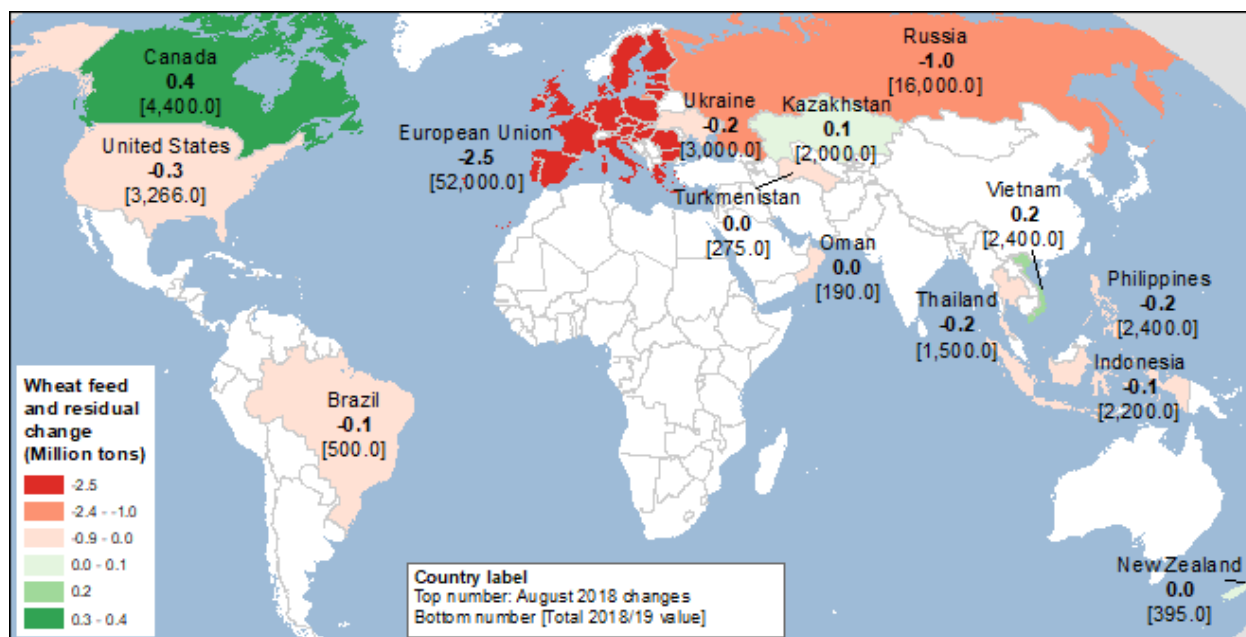 Canada
0.4
[4,400.0]
United States
-0.3
[3,266.0]
European Union
-2.5
[52,000.0]
Russia
-1.0
[16,000.0]
Ukraine
-0.2
[3,000.0]
Kazakhstan
0.1
[2,000.0]
Turkmenistan
0.0
[275.0]
Oman
0.0
[190.0]
Vietnam
0.2
[2,400.0]
Thailand
-0.2
[1,500.0]
Philippines
-0.2
[2,400.0]
Indonesia
-0.1
[2,200.0]
Brazil
-0.1
[500.0]
New Zealand
0.0
[395.0]
Wheat feed
and residual
change
(Million tons)
-2.5
-2.4 - -1.0
-0.9 - 0.0
0.0 - 0.1
0.2
0.3 - 0.4
Country label
Top number: August 2018 changes
Bottom number [Total 2018/19 value]